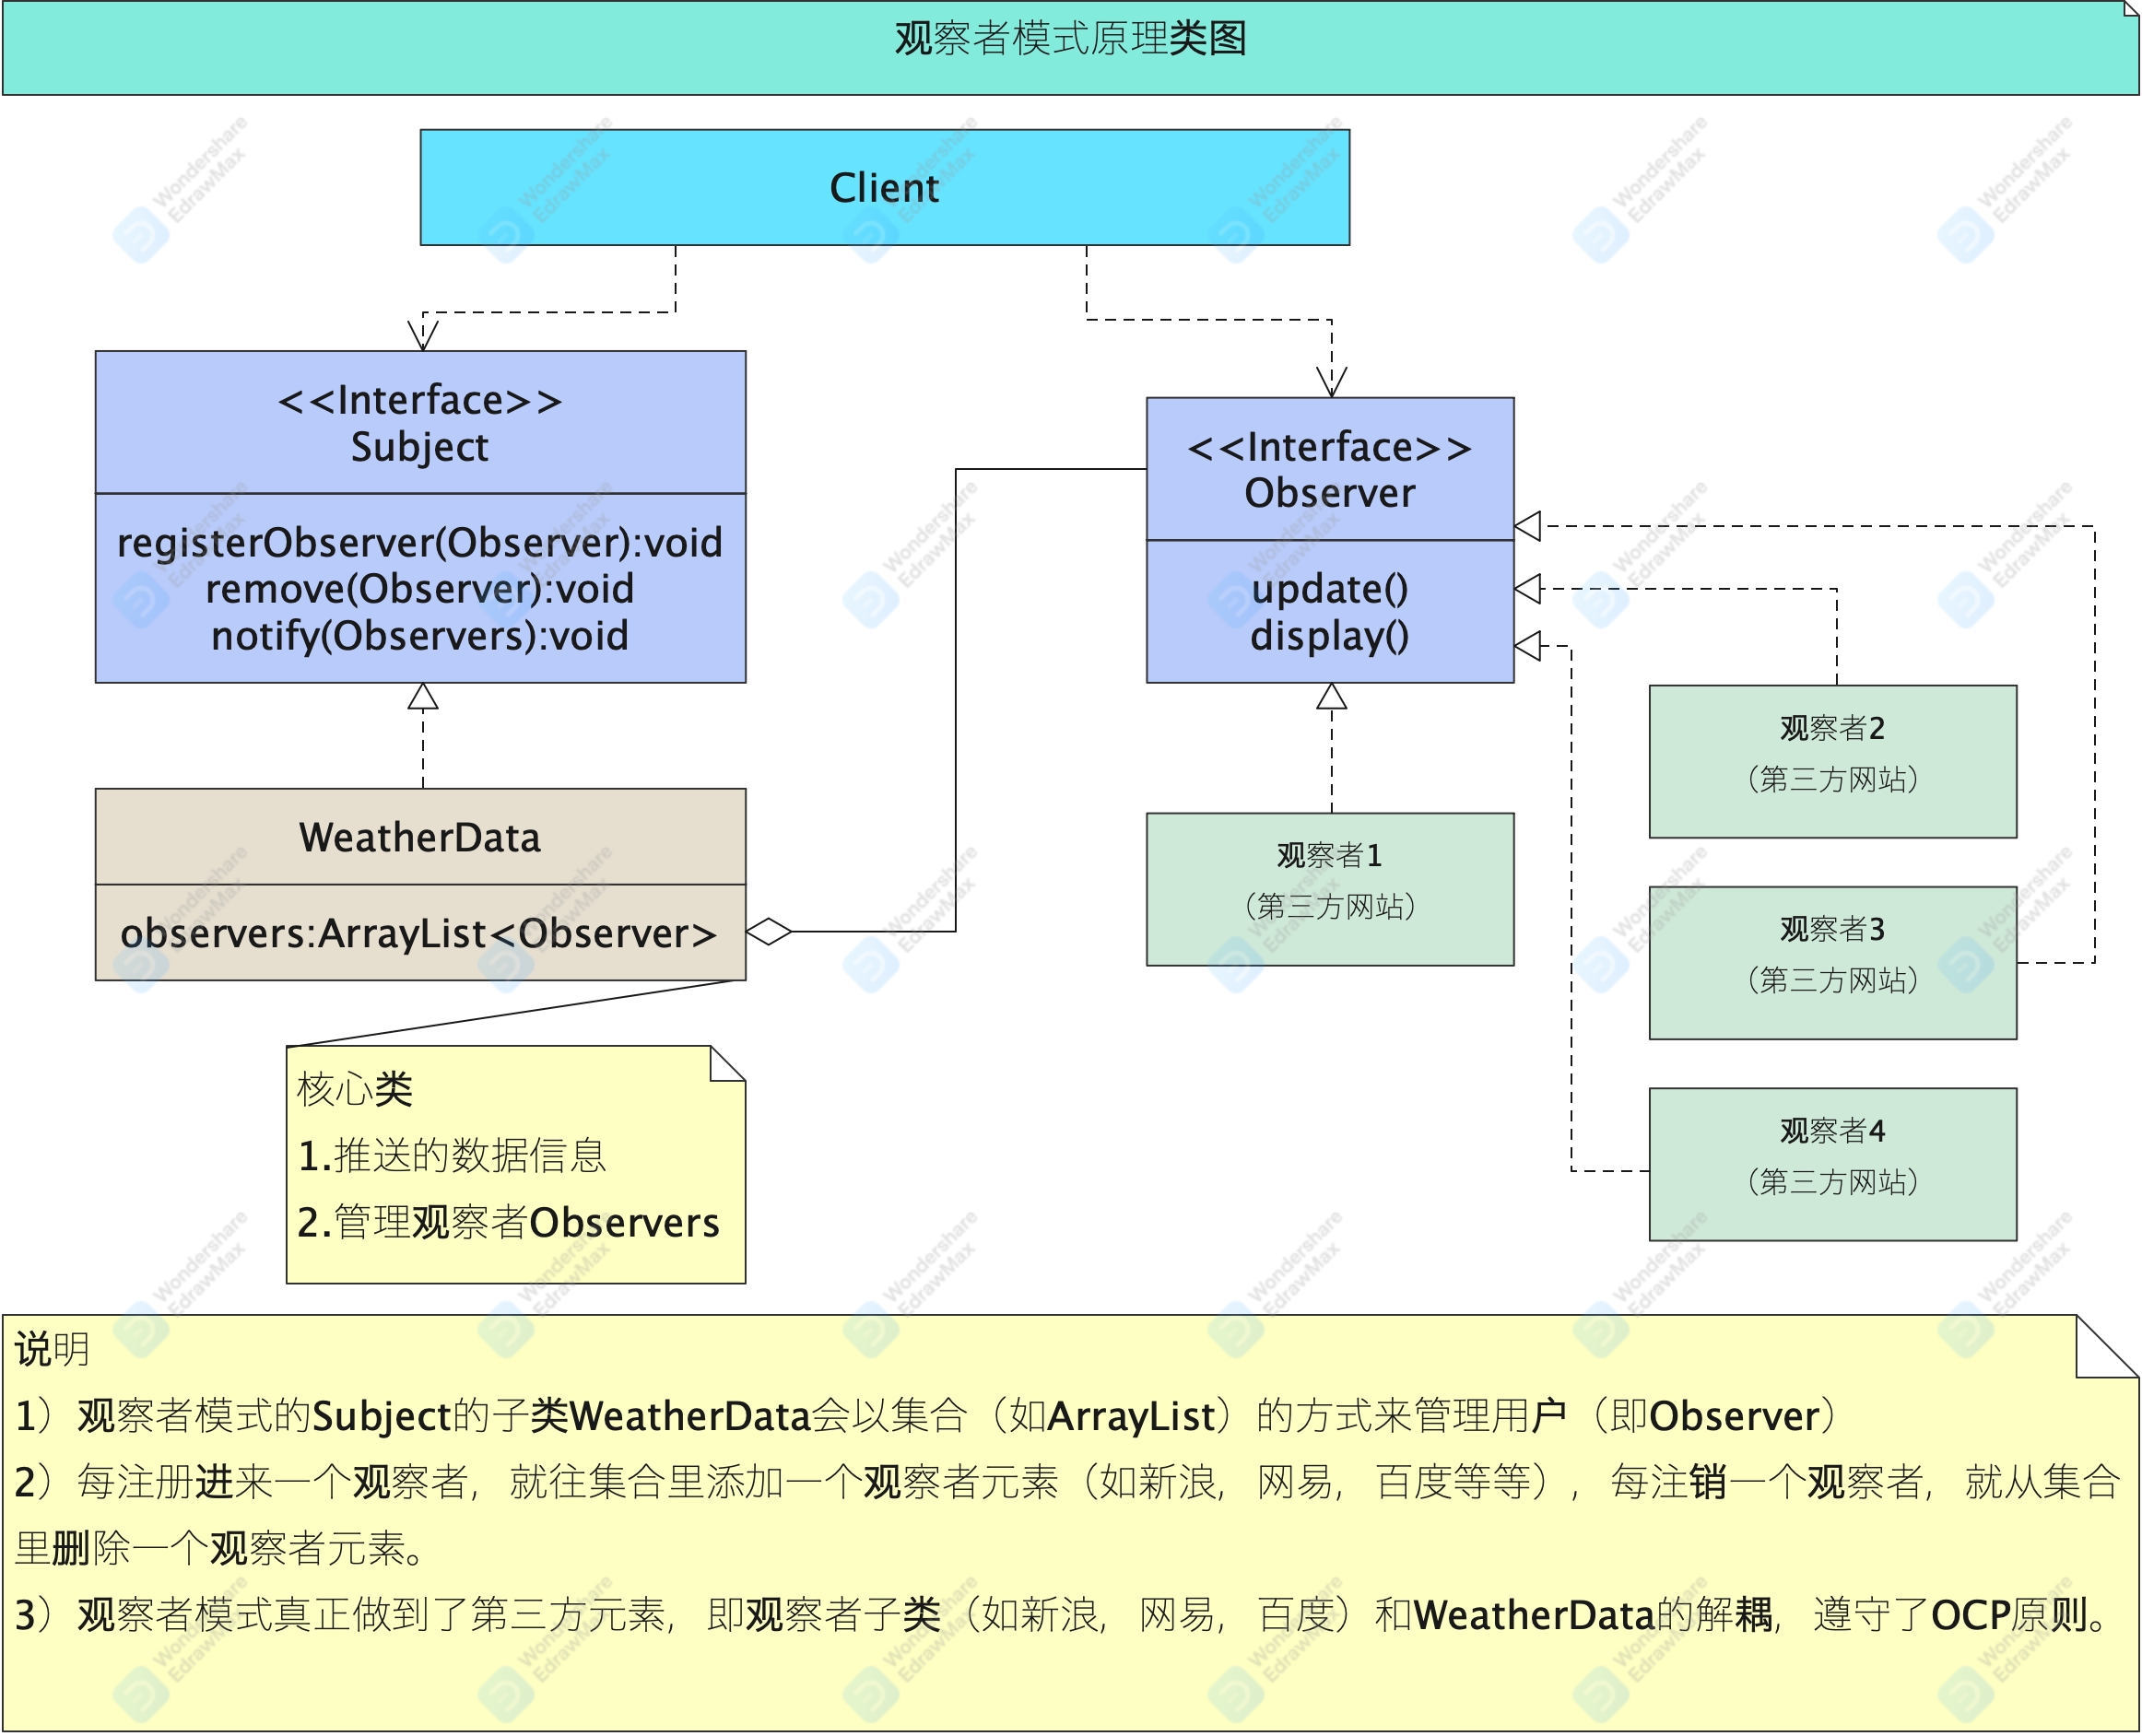 观察者模式原理类图
Client
<<Interface>>
Subject
registerObserver(Observer):void
remove(Observer):void
notify(Observers):void
<<Interface>>
Observer
update()
display()
WeatherData
observers:ArrayList<Observer>
观察者1
（第三方网站）
观察者2
（第三方网站）
观察者3
（第三方网站）
观察者4
（第三方网站）
核心类
1.推送的数据信息
2.管理观察者Observers
说明
1）观察者模式的Subject的子类WeatherData会以集合（如ArrayList）的方式来管理用户（即Observer）
2）每注册进来一个观察者，就往集合里添加一个观察者元素（如新浪，网易，百度等等），每注销一个观察者，就从集合
里删除一个观察者元素。
3）观察者模式真正做到了第三方元素，即观察者子类（如新浪，网易，百度）和WeatherData的解耦，遵守了OCP原则。
Wondershare
EdrawMax